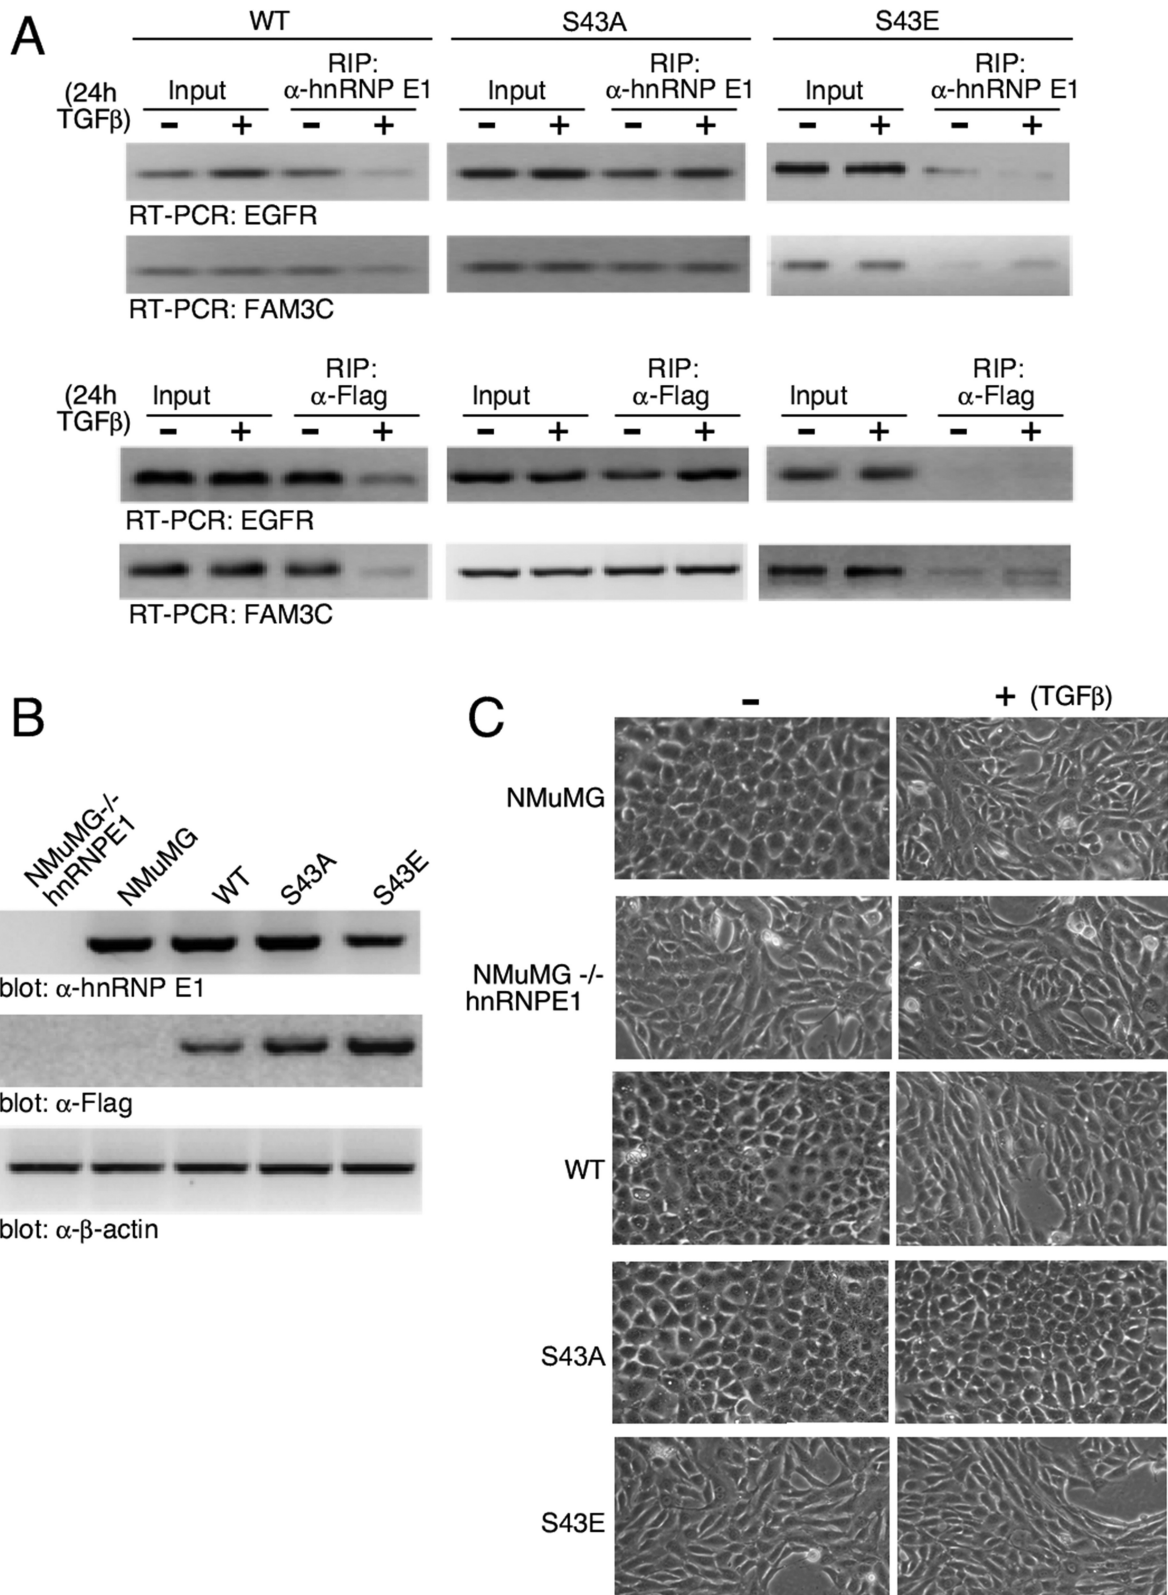 A
WT S43A S43E
(24h TGFβ) Input RIP: α-hnRNP E1 Input RIP: α-hnRNP E1 Input RIP: α-hnRNP E1
- + - + - + - + - + - +
RT-PCR: EGFR
RT-PCR: FAM3C
(24h TGFβ) Input RIP: α-Flag Input RIP: α-Flag Input RIP: α-Flag
- + - + - + - + - + - +
RT-PCR: EGFR
RT-PCR: FAM3C
B
NMuMG-/- hnRNPE1 NMuMG WT S43A S43E
blot: α-hnRNP E1
blot: α-Flag
blot: α-β-actin
C
- + (TGFβ)
NMuMG
NMuMG -/-
hnRNPE1
WT
S43A
S43E